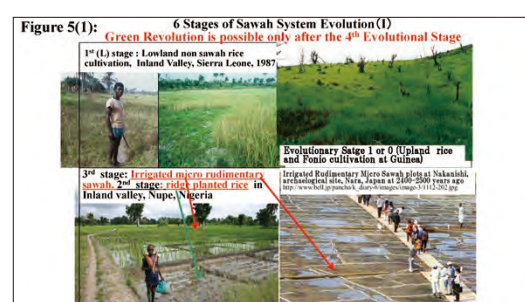 Figure 5(1):
6 Stages of Sawah System Evolution(I)
Green Revolution is possible only after the 4th Evolutional Stage
1st (L) stage : Lowland non sawah rice
cultivation, Inland Valley, Sierra Leone, 1987
Evolutionary Satge 1 or 0 (Upland rice
and Fonio cultivation at Guinea)
3rd stage: Irrigated micro rudimentary
sawah, 2nd stage: ridge planted rice in
Inland valley, Nupe, Nigeria
Irrigated Rudimentary Micro Sawah plots at Nakanishi,
archaeological site, Nara, Japan at 2400-2500 years ago